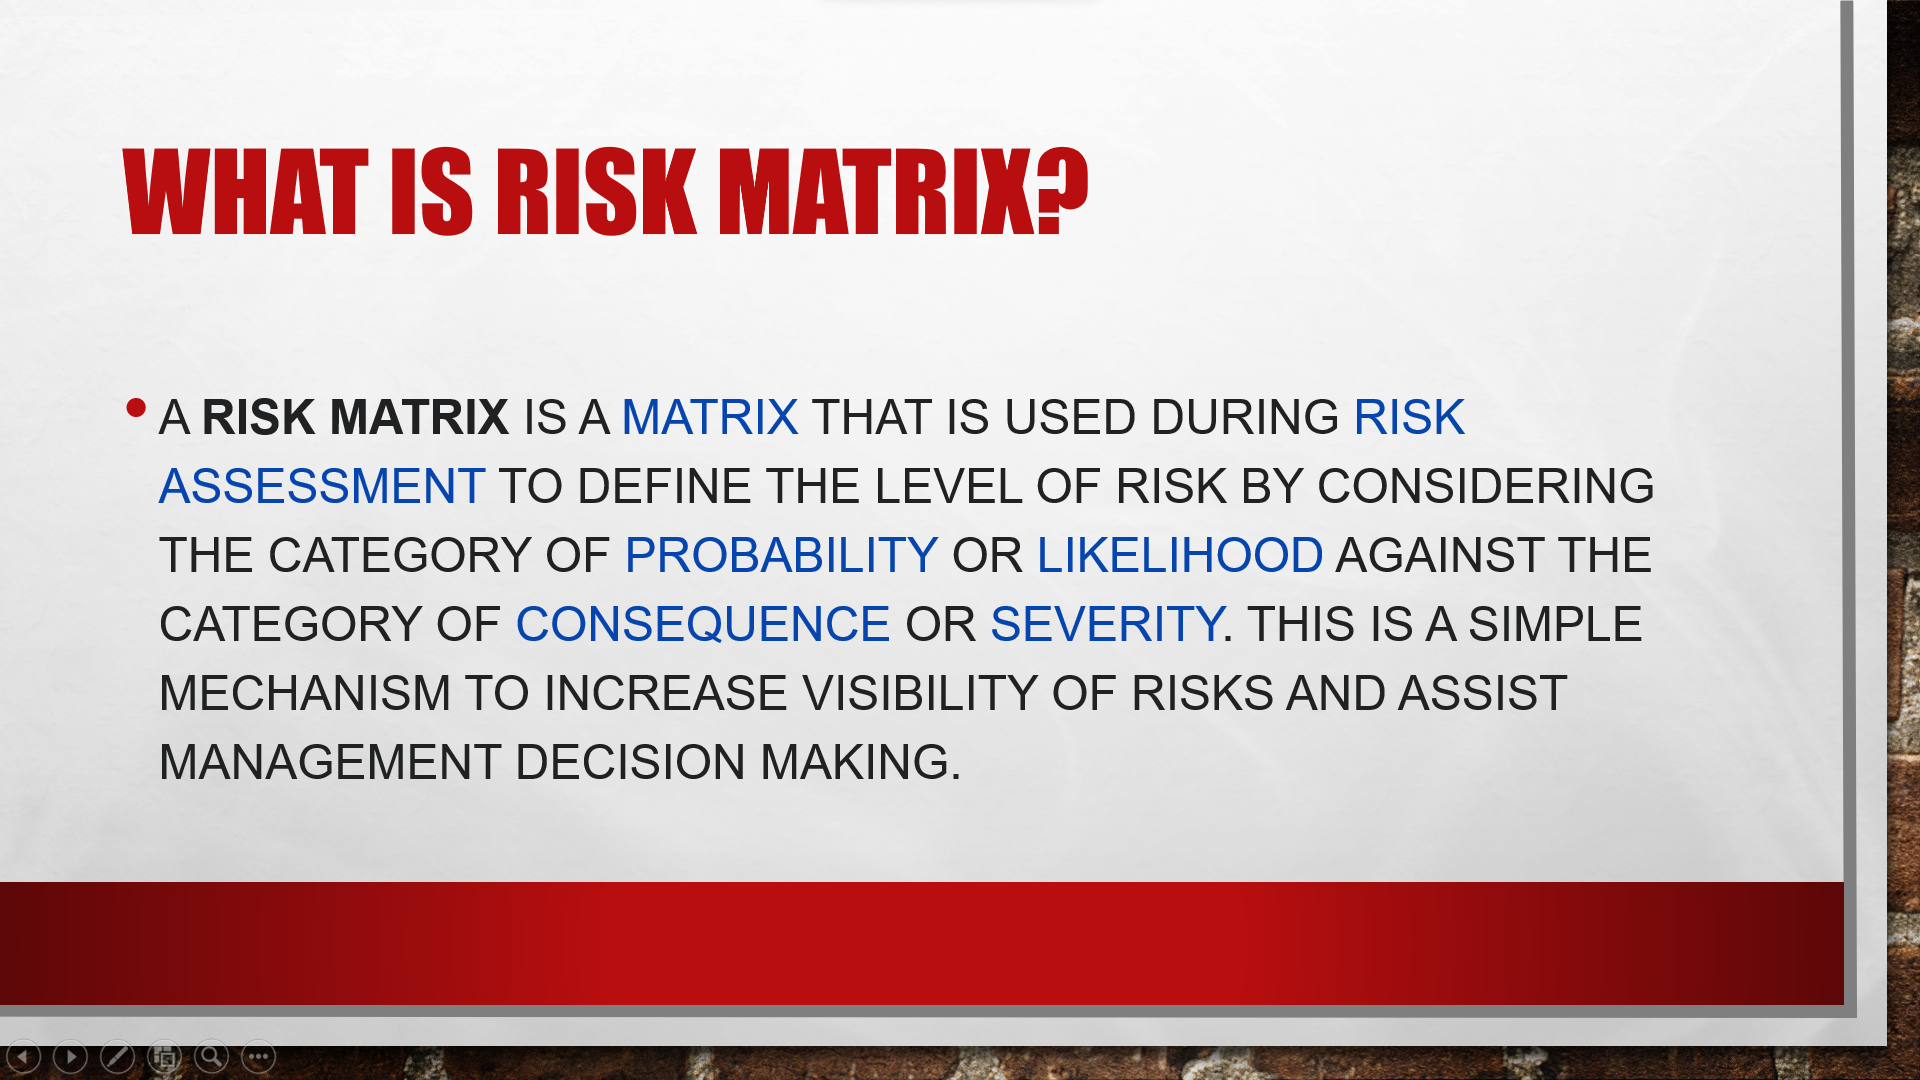 WHAT IS RISK MATRIX?
• A RISK MATRIX IS A MATRIX THAT IS USED DURING RISK
ASSESSMENT TO DEFINE THE LEVEL OF RISK BY CONSIDERING
THE CATEGORY OF PROBABILITY OR LIKELIHOOD AGAINST THE
CATEGORY OF CONSEQUENCE OR SEVERITY. THIS IS A SIMPLE
MECHANISM TO INCREASE VISIBILITY OF RISKS AND ASSIST
MANAGEMENT DECISION MAKING.